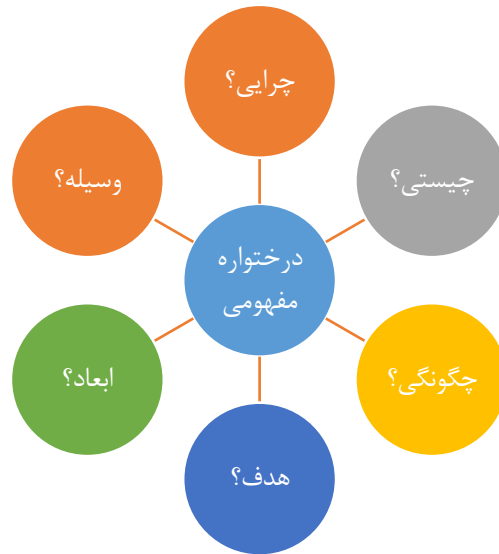 چرایی؟
چیستی؟
چگونگی؟
هدف؟
ابعاد؟
وسیله؟
درختواره
مفهومی